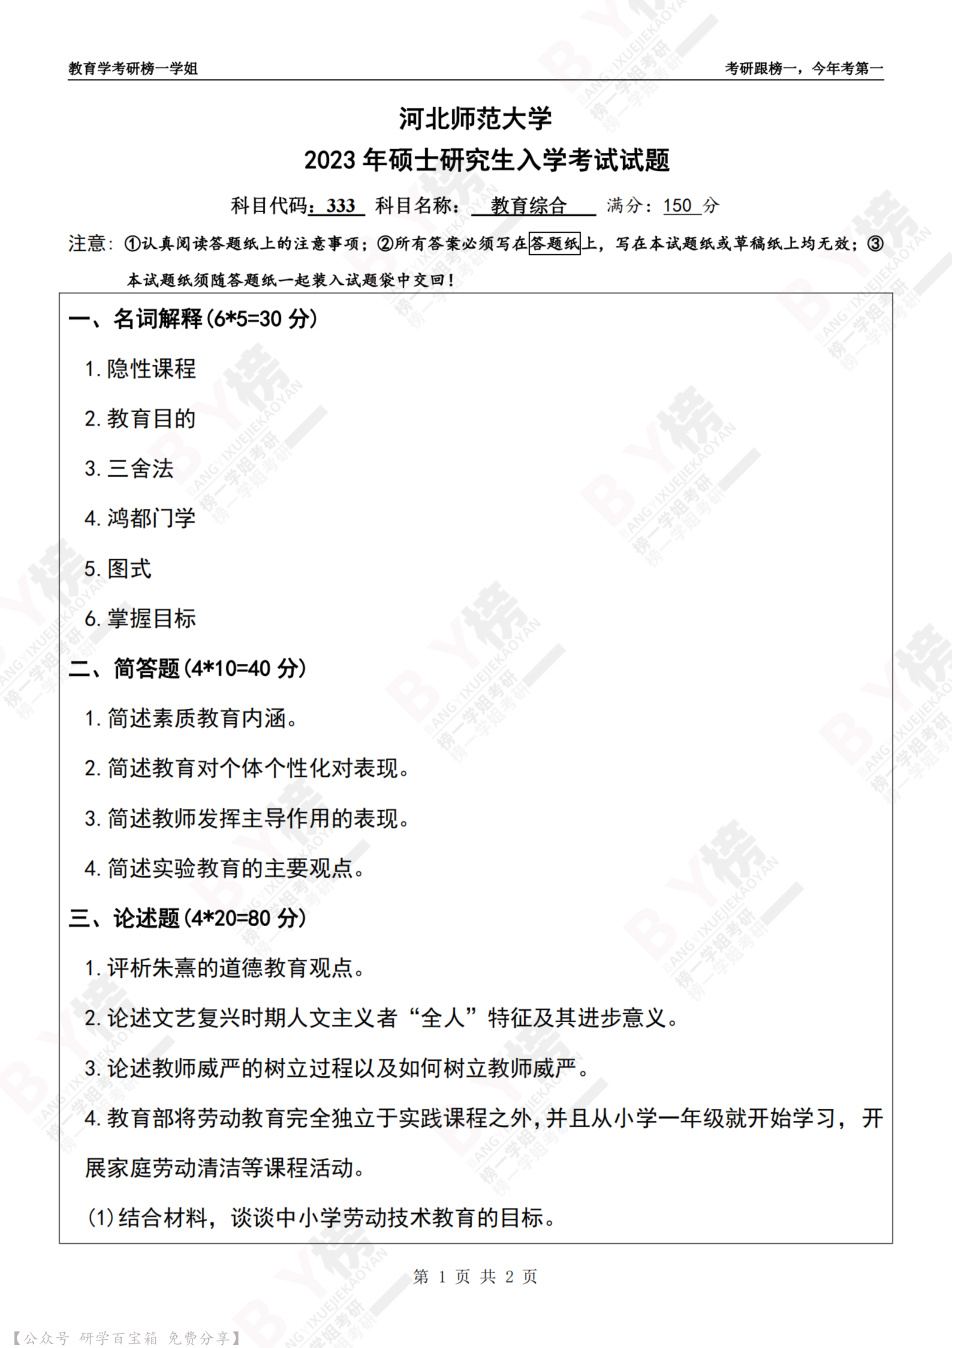 教育学考研榜一学姐 考研跟榜一，今年考第一
河北师范大学
2023 年硕士研究生入学考试试题
科目代码：333 科目名称： 教育综合 满分：150 分
注意：①认真阅读答题纸上的注意事项；②所有答案必须写在答题纸上，写在本试题纸或草稿纸上均无效；③
本试题纸须随答题纸一起装入试题袋中交回！
一、名词解释(6*5=30 分)
1.隐性课程
2.教育目的
3.三舍法
4.鸿都门学
5.图式
6.掌握目标
二、简答题(4*10=40 分)
1.简述素质教育内涵。
2.简述教育对个体个性化对表现。
3.简述教师发挥主导作用的表现。
4.简述实验教育的主要观点。
三、论述题(4*20=80 分)
1.评析朱熹的道德教育观点。
2.论述文艺复兴时期人文主义者“全人”特征及其进步意义。
3.论述教师威严的树立过程以及如何树立教师威严。
4.教育部将劳动教育完全独立于实践课程之外,并且从小学一年级就开始学习，开
展家庭劳动清洁等课程活动。
(1)结合材料，谈谈中小学劳动技术教育的目标。
第 1 页 共 2 页
【公众号 研学百宝箱 免费分享】